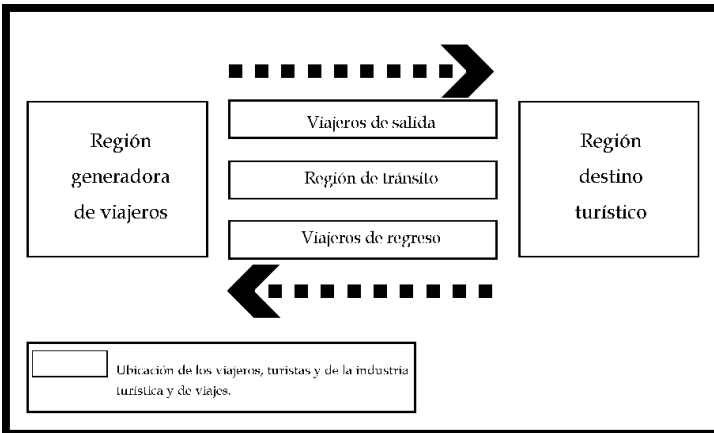 Región
generadora
de viajeros
Viajeros de salida
Región de tránsito
Viajeros de regreso
Región
destino
turístico
Ubicación de los viajeros, turistas y de la industria
turística y de viajes.